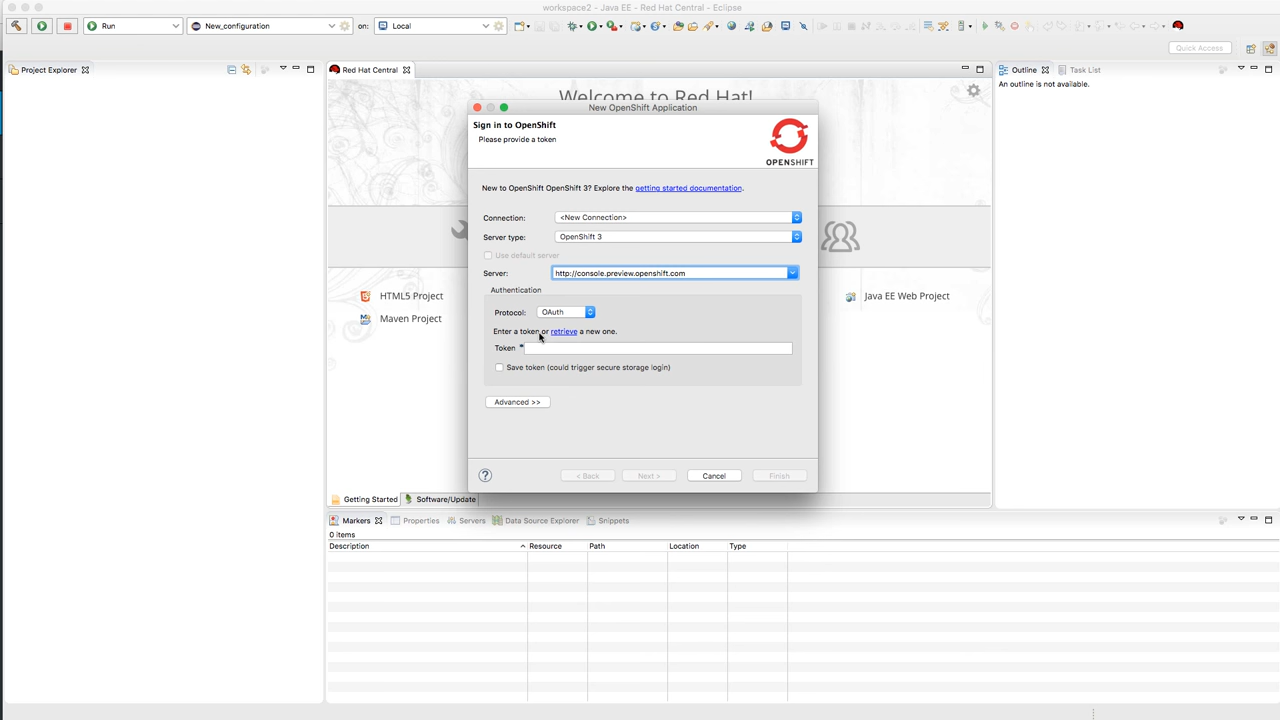 workspace2 - Java EE - Red Hat Central - Eclipse
Run
New_configuration
on:
Local
Quick Access
Project Explorer
Red Hat Central
Outline
Task List
An outline is not available.
Welcome to Red Hat!
New OpenShift Application
Sign in to OpenShift
Please provide a token
OPENSHIFT
New to OpenShift OpenShift 3? Explore the getting started documentation.
Connection: <New Connection>
Server type: OpenShift 3
Use default server
Server: http://console.preview.openshift.com
Authentication
Protocol: OAuth
Enter a token or retrieve a new one.
Token *
Save token (could trigger secure storage login)
Advanced >>
HTML5 Project
Maven Project
Java EE Web Project
?
< Back
Next >
Cancel
Finish
Getting Started
Software/Update
Markers
Properties
Servers
Data Source Explorer
Snippets
0 items
Description
Resource
Path
Location
Type